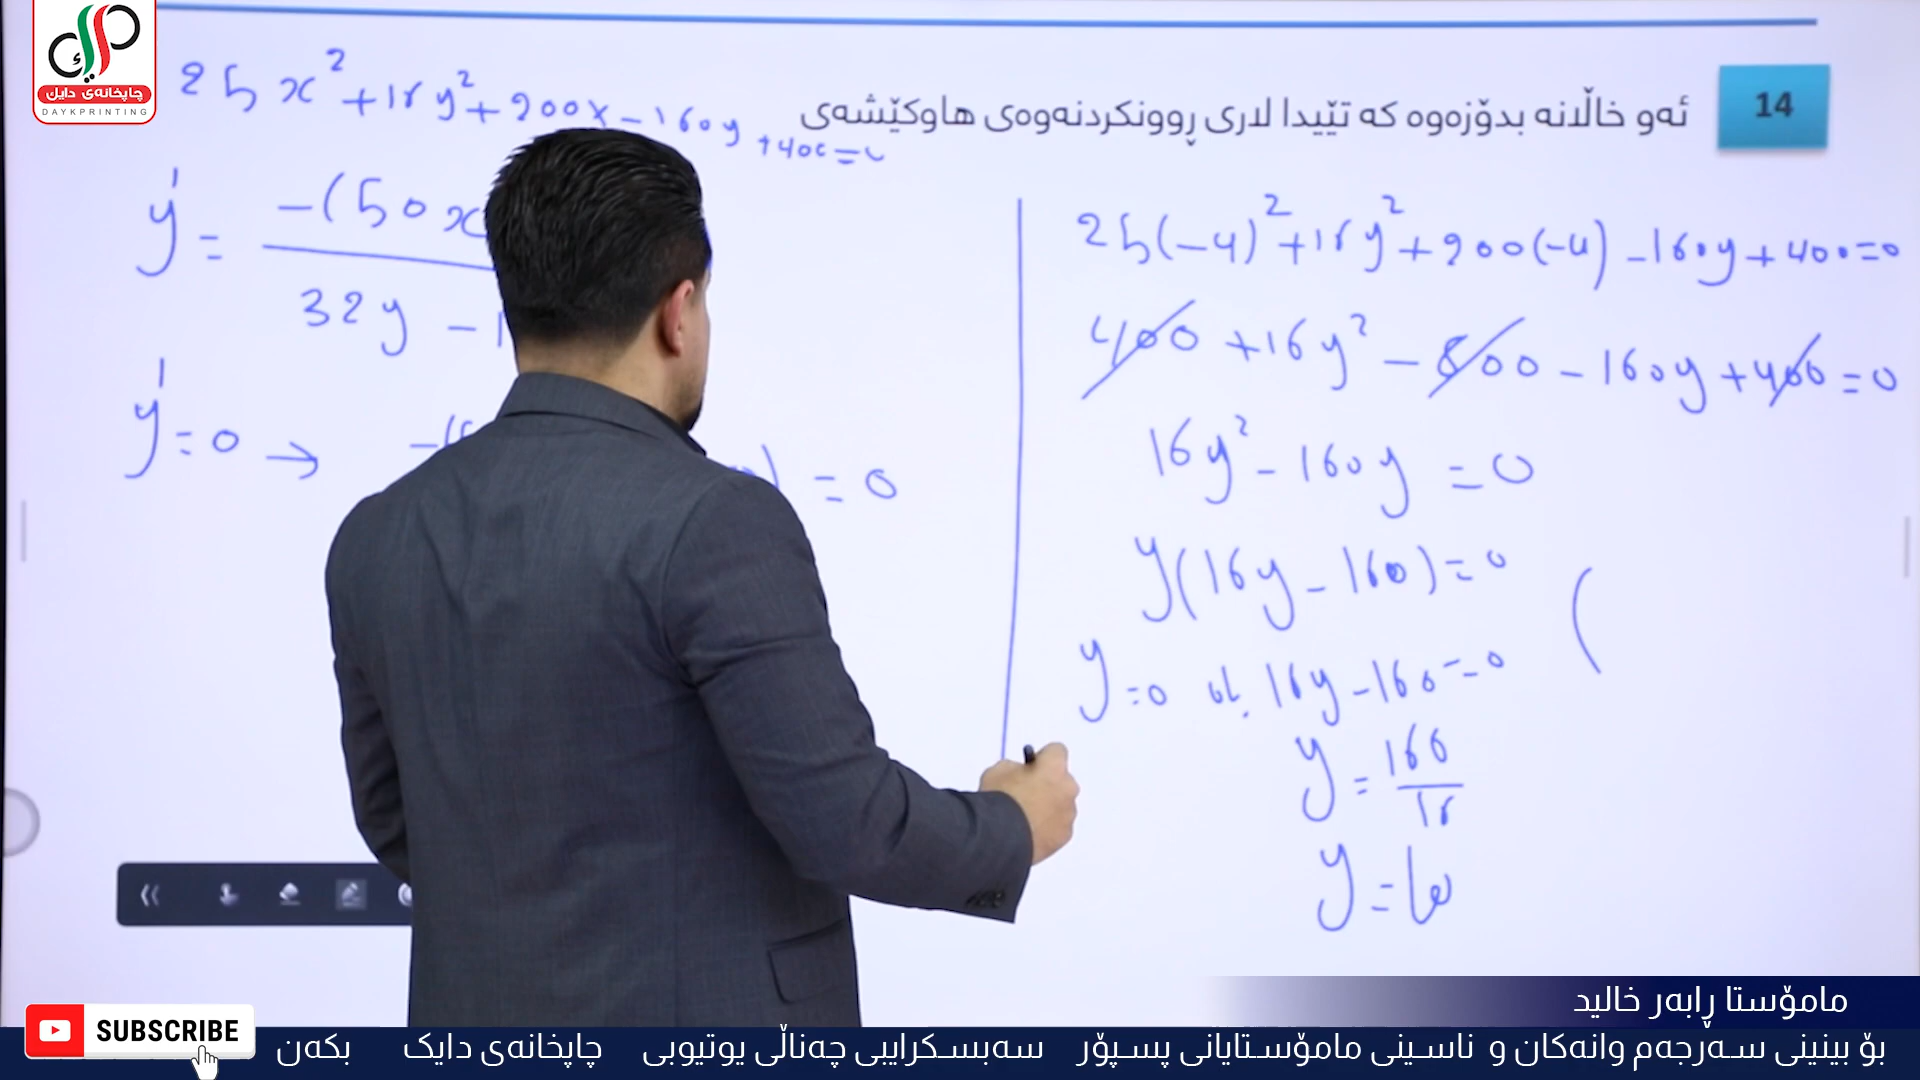 چاپخانەی دایك
DAYKPRINTING
14
ئەو خاڵانە بدۆزەوە کە تێیدا لاری ڕوونکردنەوەی هاوکێشەی
25x² + 16y² + 200x - 160y + 400 = 0
y' = -(50x
32y - 1
y' = 0 →
= 0
25(-4)² + 16y² + 200(-4) - 160y + 400 = 0
400 + 16y² - 800 - 160y + 400 = 0
16y² - 160y = 0
y(16y - 160) = 0
(
y = 0 یا 16y - 160 = 0
y = 160/16
y = 10
مامۆستا ڕابەر خالید
SUBSCRIBE
بۆ بینینی سەرجەم وانەکان و ناسینی مامۆستایانی پسپۆر سەبسکرایبی چەناڵی یوتیوبی چاپخانەی دایک بکەن